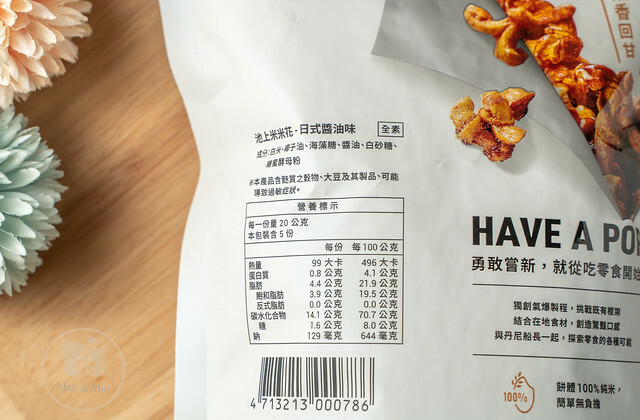 香回甘
池上米米花-日式醬油味 全素
成分:白米、椰子油、海藻糖、醬油、白砂糖、
糖蜜酵母粉
※本產品含麩質之穀物、大豆及其製品、可能
導致過敏症狀。
營養標示
每一份量 20 公克
本包裝含 5 份
每份 每 100 公克
熱量 99 大卡 496 大卡
蛋白質 0.8 公克 4.1 公克
脂肪 4.4 公克 21.9 公克
飽和脂肪 3.9 公克 19.5 公克
反式脂肪 0.0 公克 0.0 公克
碳水化合物 14.1 公克 70.7 公克
糖 1.6 公克 8.0 公克
鈉 129 毫克 644 毫克
4 713213 000786
HAVE A POP
勇敢嘗新，就從吃零食開始
獨創氣爆製程，挑戰既有框架
結合在地食材，創造驚豔口感
與丹尼船長一起，探索零食的各種可能
100%
餅體100%純米，
簡單無負擔